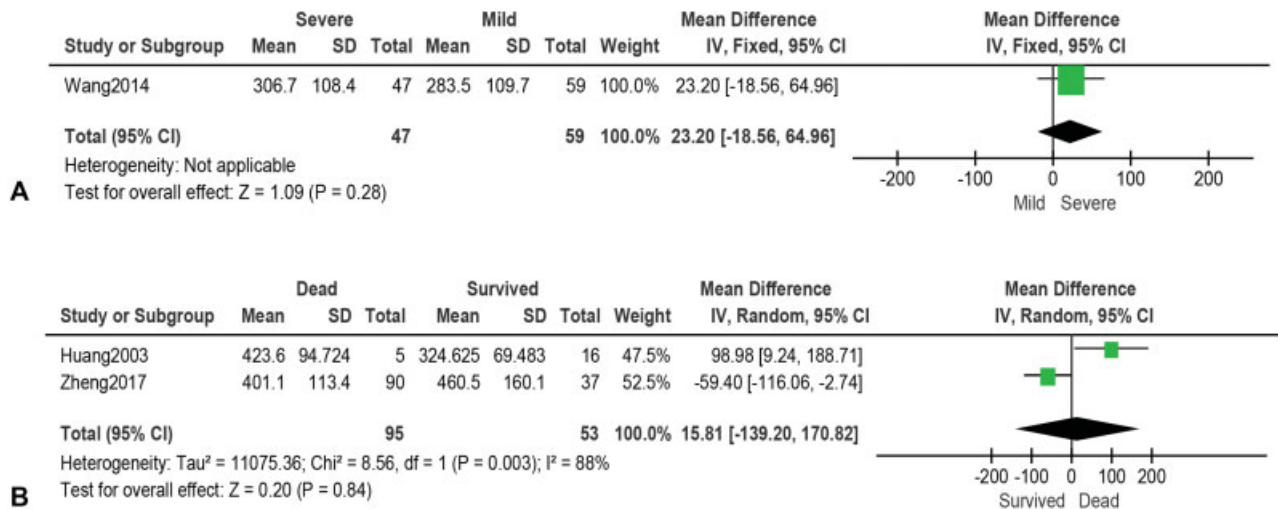 Severe Mild Mean Difference Mean Difference
Study or Subgroup Mean SD Total Mean SD Total Weight IV, Fixed, 95% CI IV, Fixed, 95% CI
Wang2014 306.7 108.4 47 283.5 109.7 59 100.0% 23.20 [-18.56, 64.96]
Total (95% CI) 47 59 100.0% 23.20 [-18.56, 64.96]
Heterogeneity: Not applicable
Test for overall effect: Z = 1.09 (P = 0.28)
-200 -100 0 100 200
Mild Severe
A
Dead Survived Mean Difference Mean Difference
Study or Subgroup Mean SD Total Mean SD Total Weight IV, Random, 95% CI IV, Random, 95% CI
Huang2003 423.6 94.724 5 324.625 69.483 16 47.5% 98.98 [9.24, 188.71]
Zheng2017 401.1 113.4 90 460.5 160.1 37 52.5% -59.40 [-116.06, -2.74]
Total (95% CI) 95 53 100.0% 15.81 [-139.20, 170.82]
Heterogeneity: Tau² = 11075.36; Chi² = 8.56, df = 1 (P = 0.003); I² = 88%
Test for overall effect: Z = 0.20 (P = 0.84)
-200 -100 0 100 200
Survived Dead
B